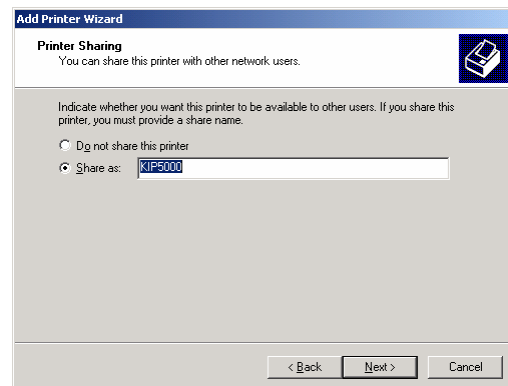 Add Printer Wizard
Printer Sharing
You can share this printer with other network users.
Indicate whether you want this printer to be available to other users. If you share this
printer, you must provide a share name.
Do not share this printer
Share as: KIP5000
< Back Next > Cancel